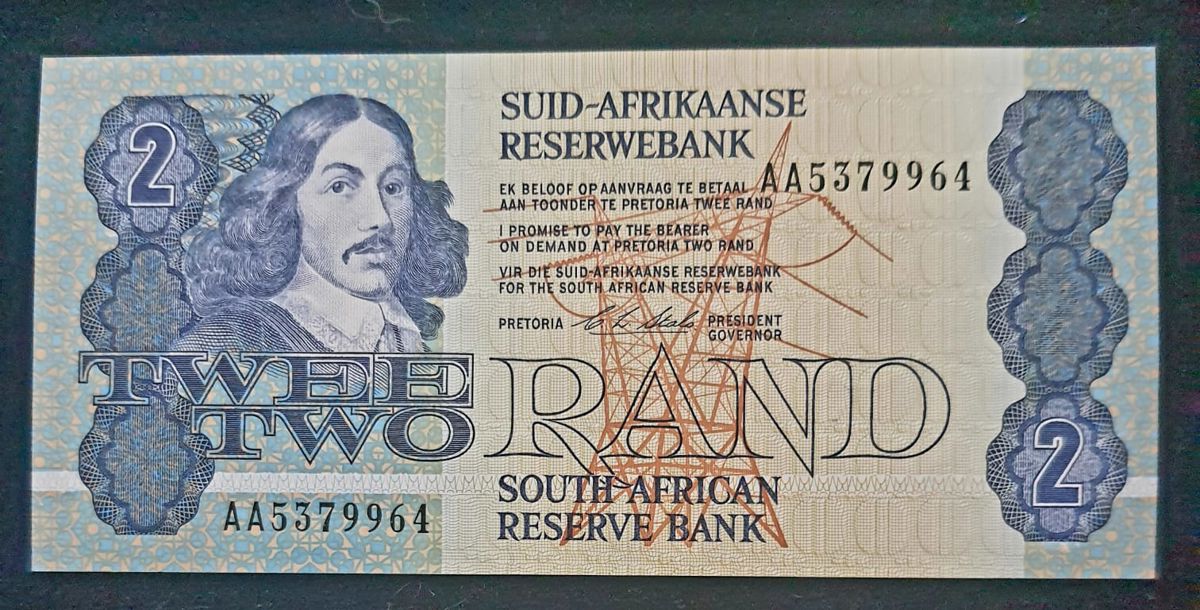 2
SUID-AFRIKAANSE
RESERWEBANK
AA5379964
EK BELOOF OP AANVRAAG TE BETAAL
AAN TOONDER TE PRETORIA TWEE RAND
I PROMISE TO PAY THE BEARER
ON DEMAND AT PRETORIA TWO RAND
VIR DIE SUID-AFRIKAANSE RESERWEBANK
FOR THE SOUTH AFRICAN RESERVE BANK
PRETORIA PRESIDENT
GOVERNOR
TWEE
TWO
RAND
2
SOUTH AFRICAN
RESERVE BANK
AA5379964